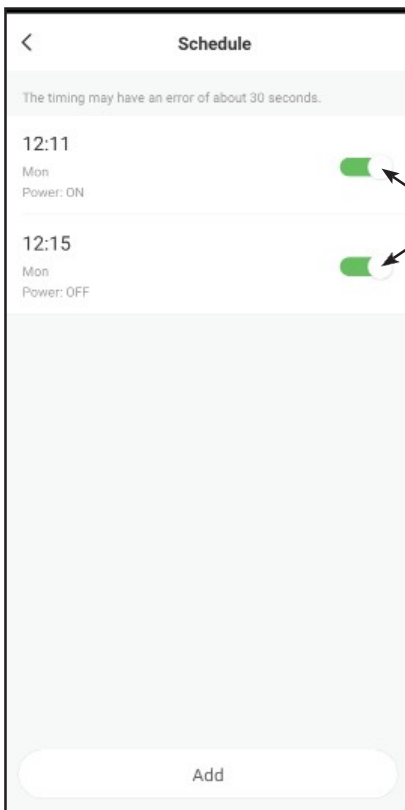 Schedule
The timing may have an error of about 30 seconds.
12:11
Mon
Power: ON
12:15
Mon
Power: OFF
Add